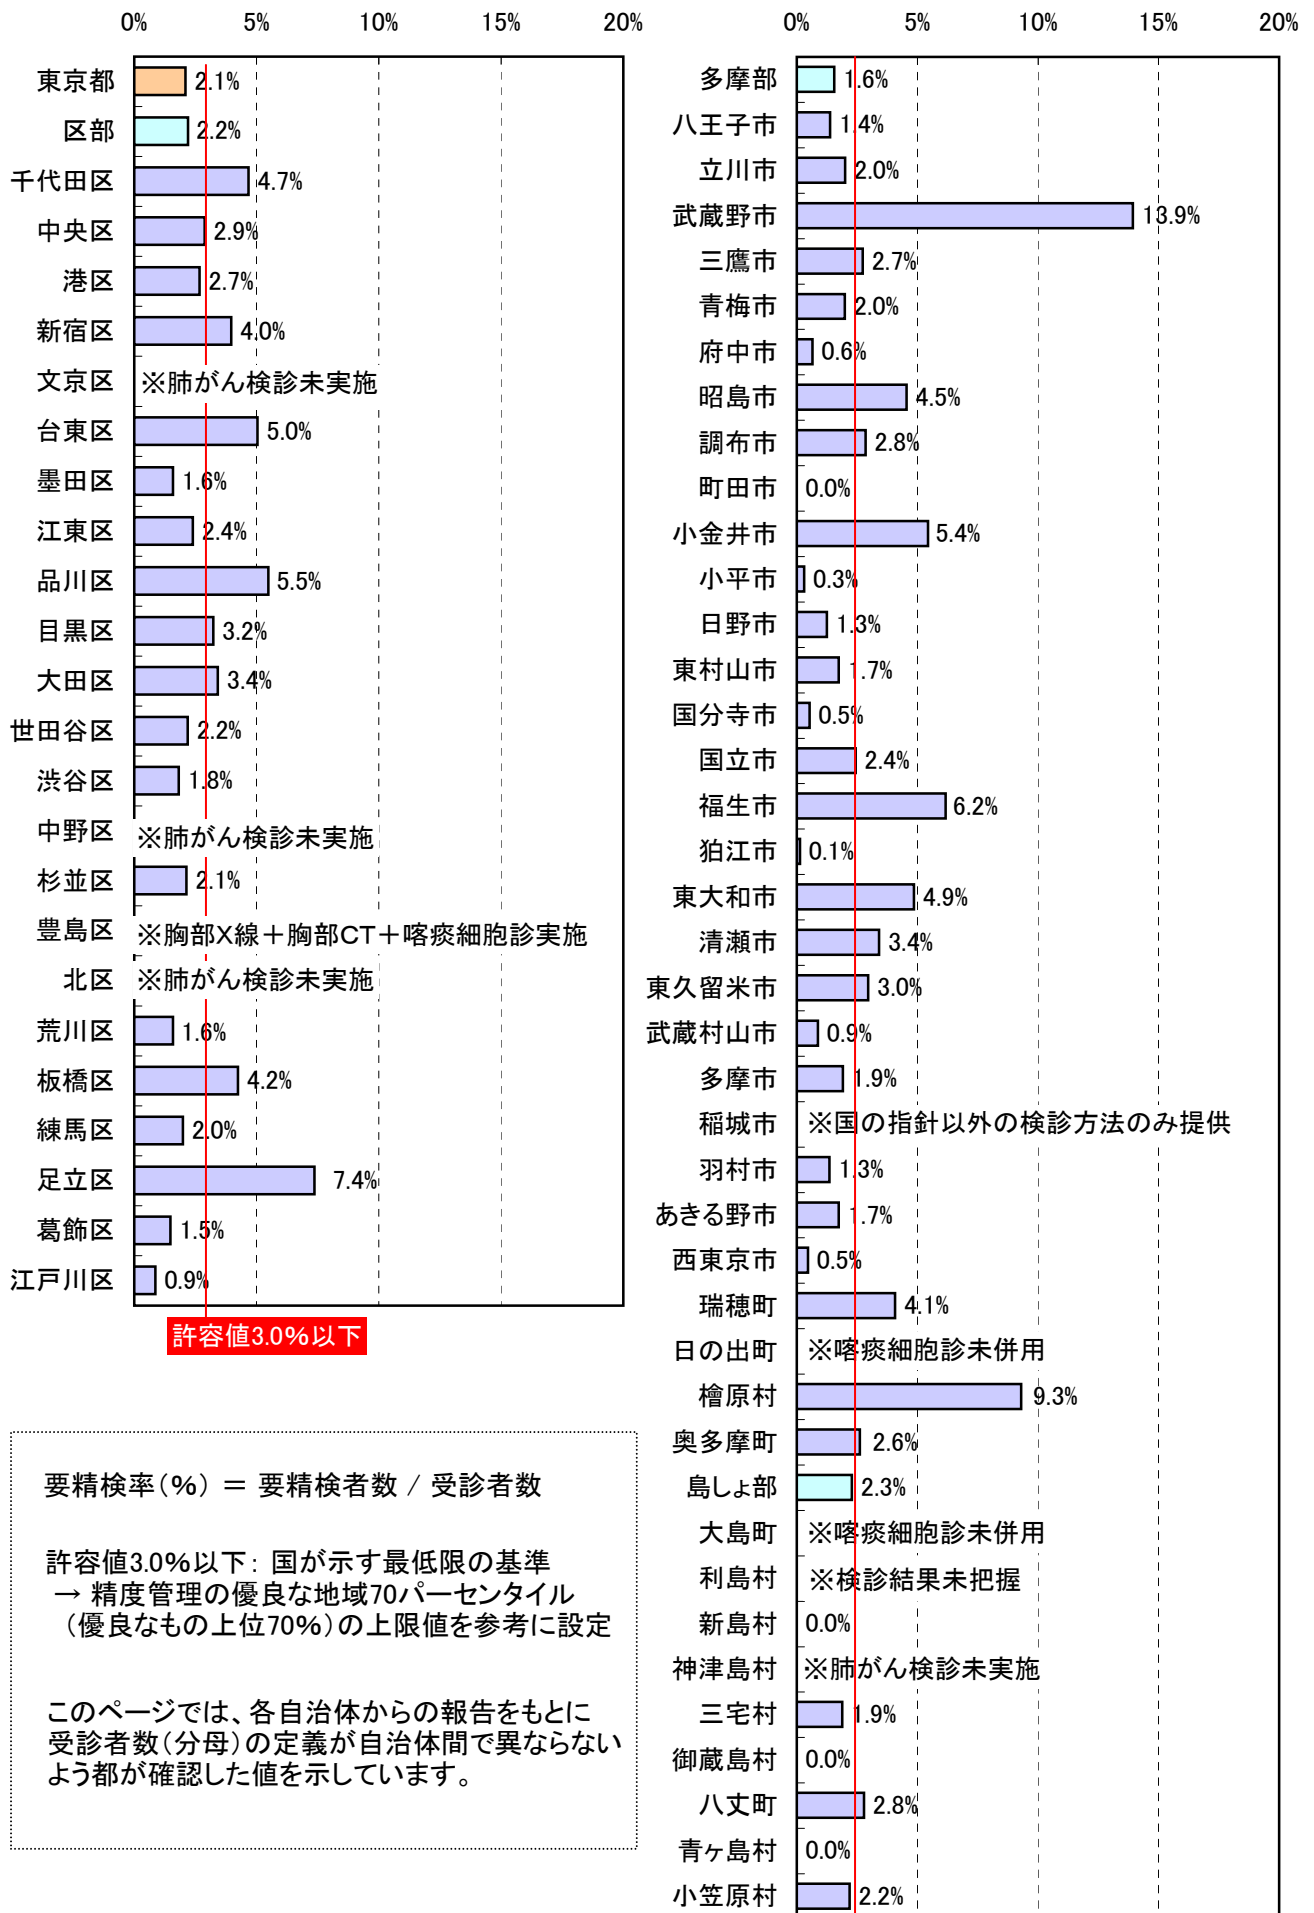 0% 5% 10% 15% 20%
東京都 2.1%
区部 2.2%
千代田区 4.7%
中央区 2.9%
港区 2.7%
新宿区 4.0%
文京区 ※肺がん検診未実施
台東区 5.0%
墨田区 1.6%
江東区 2.4%
品川区 5.5%
目黒区 3.2%
大田区 3.4%
世田谷区 2.2%
渋谷区 1.8%
中野区 ※肺がん検診未実施
杉並区 2.1%
豊島区 ※胸部X線＋胸部CT＋喀痰細胞診実施
北区 ※肺がん検診未実施
荒川区 1.6%
板橋区 4.2%
練馬区 2.0%
足立区 7.4%
葛飾区 1.5%
江戸川区 0.9%
許容値3.0%以下
要精検率（%） ＝ 要精検者数 / 受診者数
許容値3.0%以下： 国が示す最低限の基準
→ 精度管理の優良な地域70パーセンタイル
（優良なもの上位70%）の上限値を参考に設定
このページでは、各自治体からの報告をもとに
受診者数（分母）の定義が自治体間で異ならない
よう都が確認した値を示しています。
0% 5% 10% 15% 20%
多摩部 1.6%
八王子市 1.4%
立川市 2.0%
武蔵野市 13.9%
三鷹市 2.7%
青梅市 2.0%
府中市 0.6%
昭島市 4.5%
調布市 2.8%
町田市 0.0%
小金井市 5.4%
小平市 0.3%
日野市 1.3%
東村山市 1.7%
国分寺市 0.5%
国立市 2.4%
福生市 6.2%
狛江市 0.1%
東大和市 4.9%
清瀬市 3.4%
東久留米市 3.0%
武蔵村山市 0.9%
多摩市 1.9%
稲城市 ※国の指針以外の検診方法のみ提供
羽村市 1.3%
あきる野市 1.7%
西東京市 0.5%
瑞穂町 4.1%
日の出町 ※喀痰細胞診未併用
檜原村 9.3%
奥多摩町 2.6%
島しょ部 2.3%
大島町 ※喀痰細胞診未併用
利島村 ※検診結果未把握
新島村 0.0%
神津島村 ※肺がん検診未実施
三宅村 1.9%
御蔵島村 0.0%
八丈町 2.8%
青ヶ島村 0.0%
小笠原村 2.2%